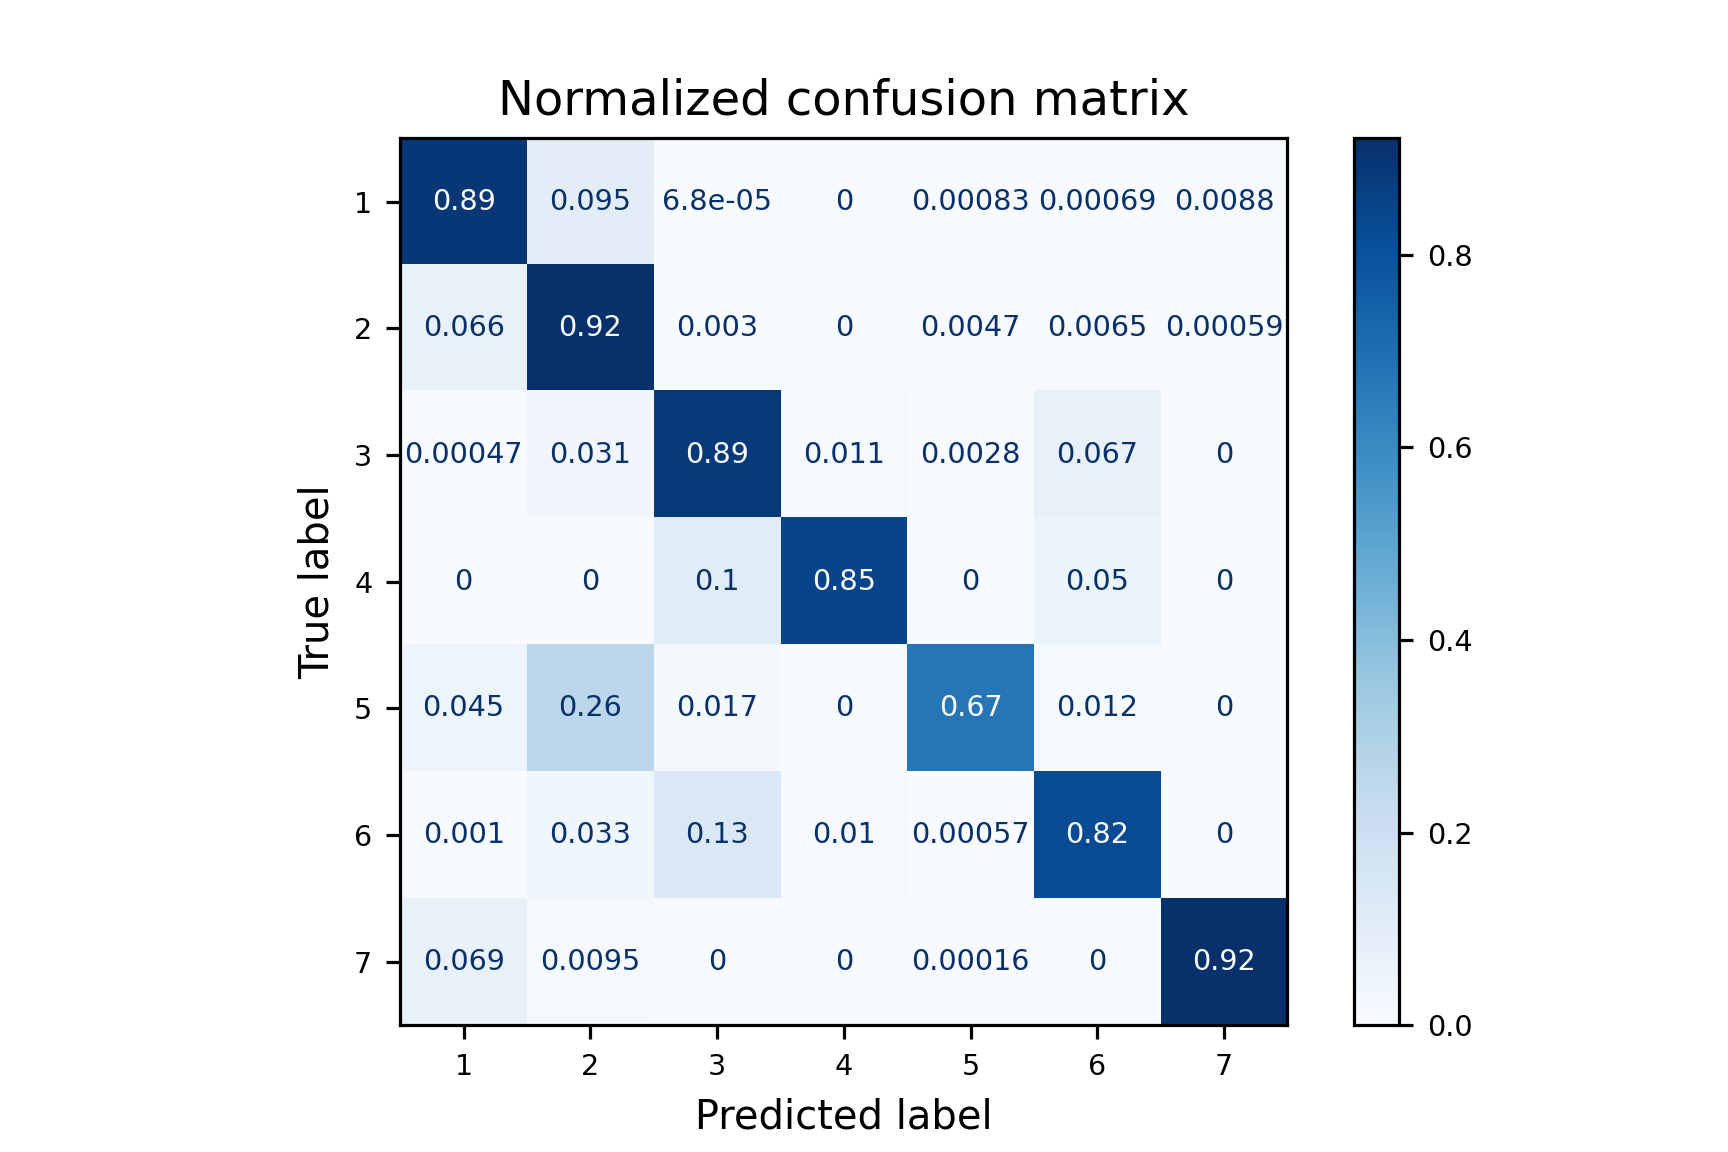 Normalized confusion matrix
1 0.89 0.095 6.8e-05 0 0.00083 0.00069 0.0088
2 0.066 0.92 0.003 0 0.0047 0.0065 0.00059
3 0.00047 0.031 0.89 0.011 0.0028 0.067 0
4 0 0 0.1 0.85 0 0.05 0
5 0.045 0.26 0.017 0 0.67 0.012 0
6 0.001 0.033 0.13 0.01 0.00057 0.82 0
7 0.069 0.0095 0 0 0.00016 0 0.92
1 2 3 4 5 6 7
Predicted label
True label
0.8
0.6
0.4
0.2
0.0